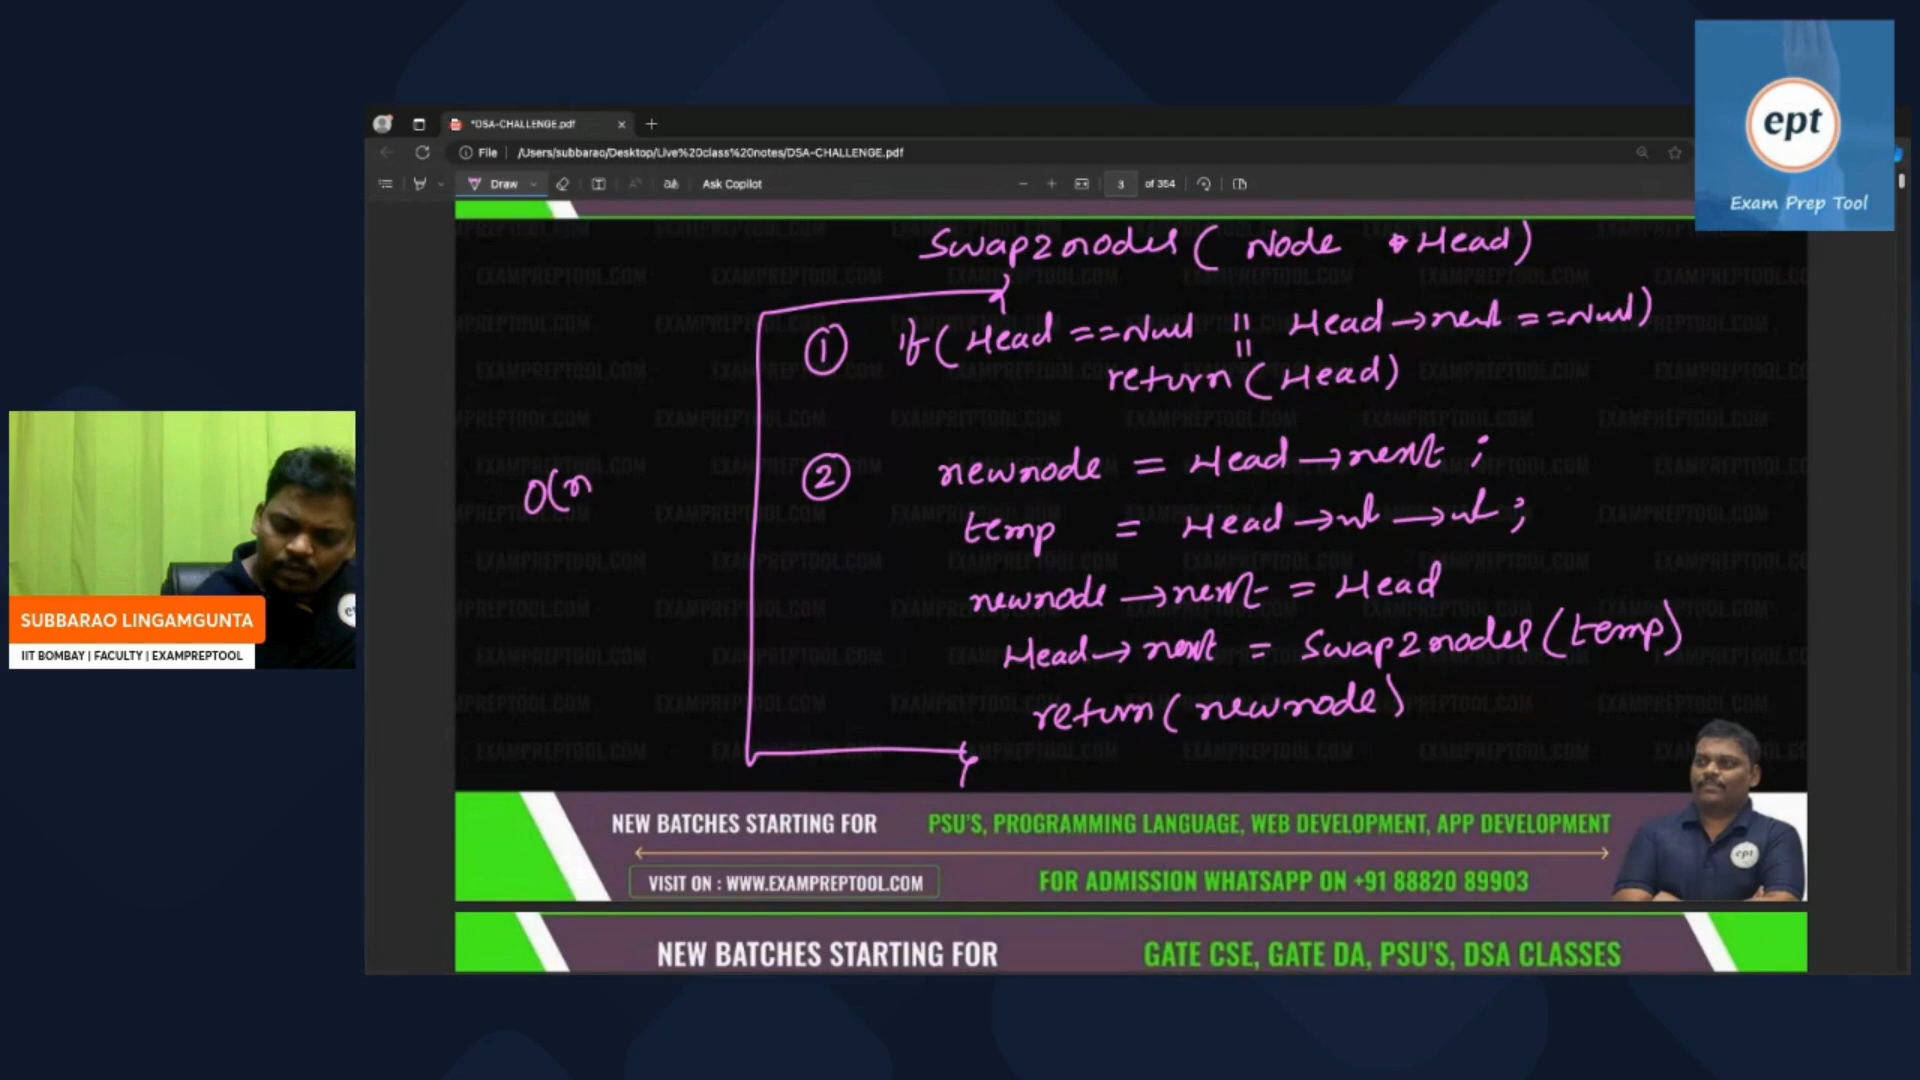 ept
Exam Prep Tool
*DSA-CHALLENGE.pdf
File | /Users/subbarao/Desktop/Live%20class%20notes/DSA-CHALLENGE.pdf
Draw
Ask Copilot
3 of 354
Swap2nodes ( Node * Head)
① if ( Head ==Null || Head→next ==Null)
return (Head)
② newnode = Head→next ;
temp = Head→nt→nt ;
newnode→next = Head
Head→next = Swap2nodes (temp)
return ( newnode)
O(n
SUBBARAO LINGAMGUNTA
IIT BOMBAY | FACULTY | EXAMPREPTOOL
NEW BATCHES STARTING FOR PSU'S, PROGRAMMING LANGUAGE, WEB DEVELOPMENT, APP DEVELOPMENT
VISIT ON : WWW.EXAMPREPTOOL.COM FOR ADMISSION WHATSAPP ON +91 88820 89903
ept
NEW BATCHES STARTING FOR GATE CSE, GATE DA, PSU'S, DSA CLASSES